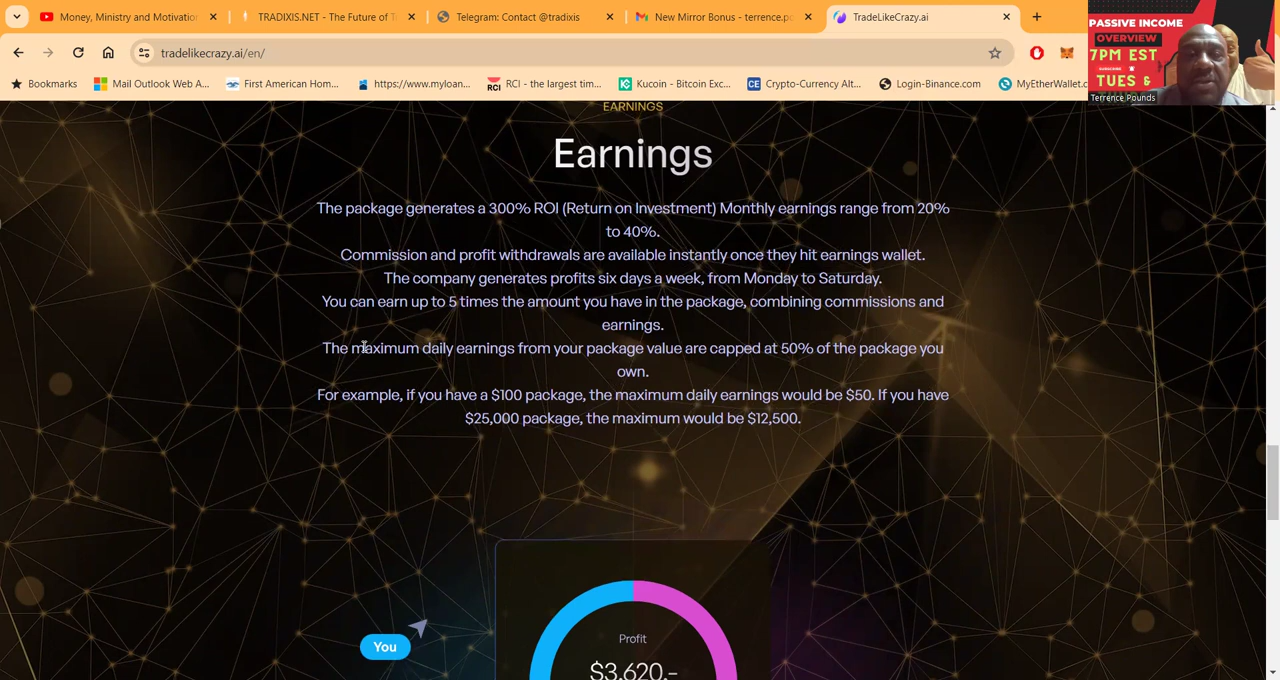 Money, Ministry and Motivation
TRADIXIS.NET - The Future of T
Telegram: Contact @tradixis
New Mirror Bonus - terrence.po
TradeLikeCrazy.ai
tradelikecrazy.ai/en/
Bookmarks
Mail Outlook Web A...
First American Hom...
https://www.myloan...
RCI
RCI - the largest tim...
Kucoin - Bitcoin Exc...
CE
Crypto-Currency Alt...
Login-Binance.com
MyEtherWallet.c
PASSIVE INCOME
OVERVIEW
7PM EST
TUES &
Terrence Pounds
EARNINGS
Earnings
The package generates a 300% ROI (Return on Investment) Monthly earnings range from 20%
to 40%.
Commission and profit withdrawals are available instantly once they hit earnings wallet.
The company generates profits six days a week, from Monday to Saturday.
You can earn up to 5 times the amount you have in the package, combining commissions and
earnings.
The maximum daily earnings from your package value are capped at 50% of the package you
own.
For example, if you have a $100 package, the maximum daily earnings would be $50. If you have
$25,000 package, the maximum would be $12,500.
Profit
$3,620,-
You